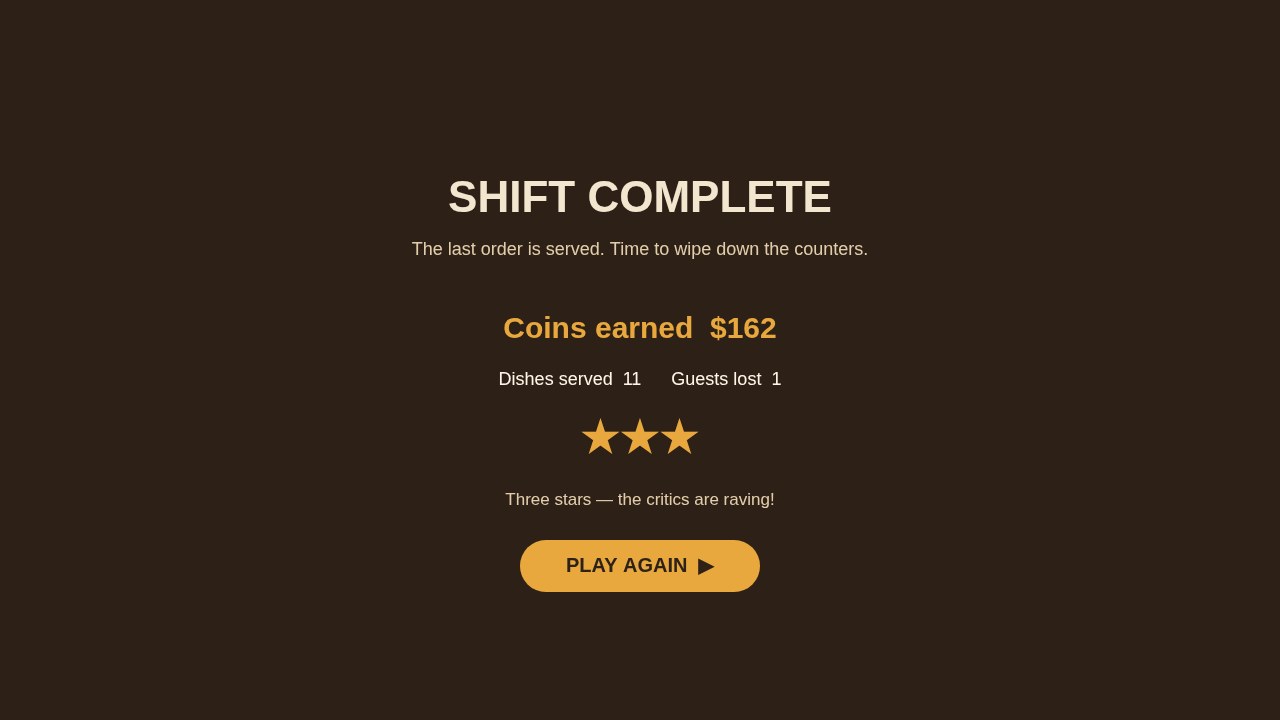 SHIFT COMPLETE
The last order is served. Time to wipe down the counters.
Coins earned $162
Dishes served 11 Guests lost 1
★★★
Three stars — the critics are raving!
PLAY AGAIN ▶